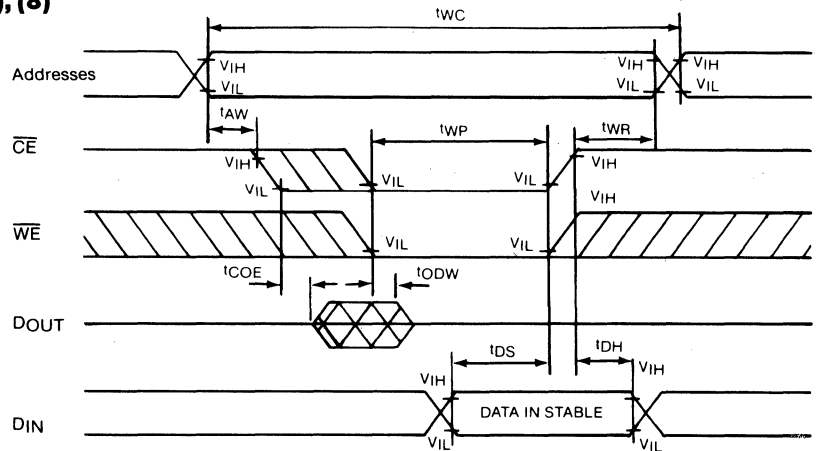 ), (8)
tWC
Addresses
VIH
VIL
VIH
VIL
VIH
VIL
tAW
tWP
tWR
CE
VIH
VIL
VIL
VIL
VIH
WE
VIL
VIL
VIH
tCOE
tODW
DOUT
tDS
tDH
DIN
VIH
VIL
DATA IN STABLE
VIH
VIL